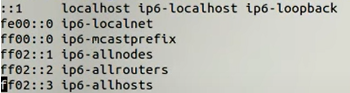 ::1 localhost ip6-localhost ip6-loopback
fe00::0 ip6-localnet
ff00::0 ip6-mcastprefix
ff02::1 ip6-allnodes
ff02::2 ip6-allrouters
ff02::3 ip6-allhosts